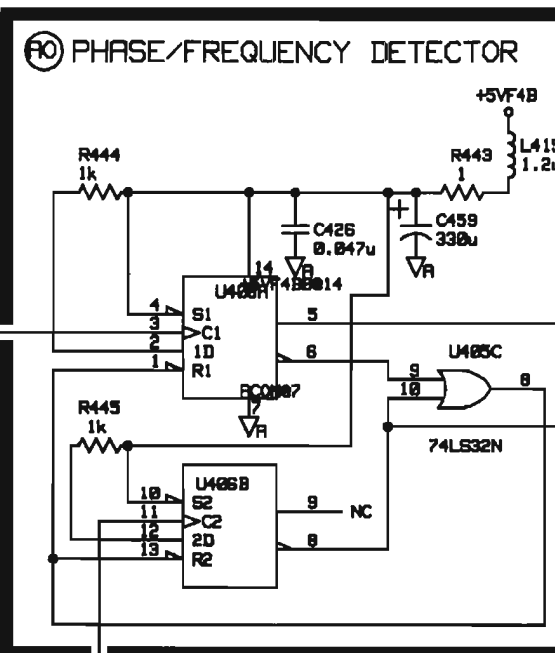 A0 PHASE/FREQUENCY DETECTOR
+5VF4B
R444
1k
R443
1
L415
1.2u
C426
0.047u
+
C459
330u
A
A
14
U406A
4
S1
3
C1
2
1D
1
R1
5
6
7
A
U405C
9
10
8
74LS32N
R445
1k
U406B
10
S2
11
C2
12
2D
13
R2
9
NC
8